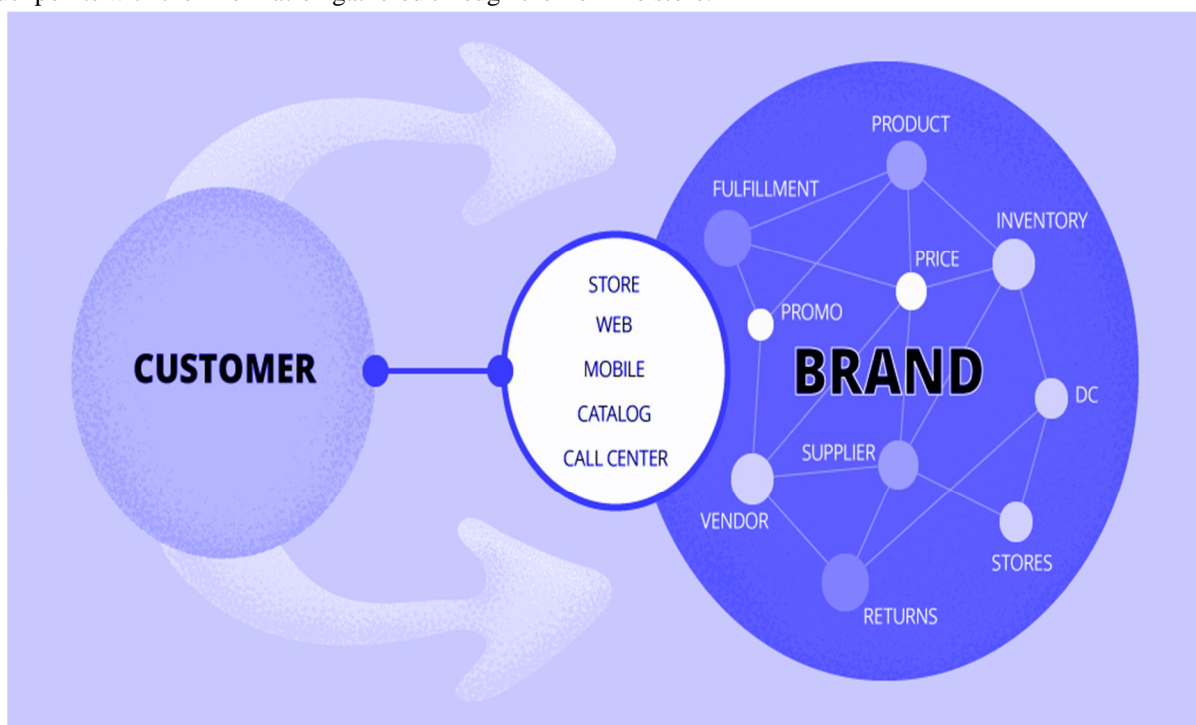 PRODUCT
FULFILLMENT
INVENTORY
PRICE
PROMO
STORE
WEB
MOBILE
CATALOG
CALL CENTER
CUSTOMER
BRAND
DC
SUPPLIER
VENDOR
STORES
RETURNS